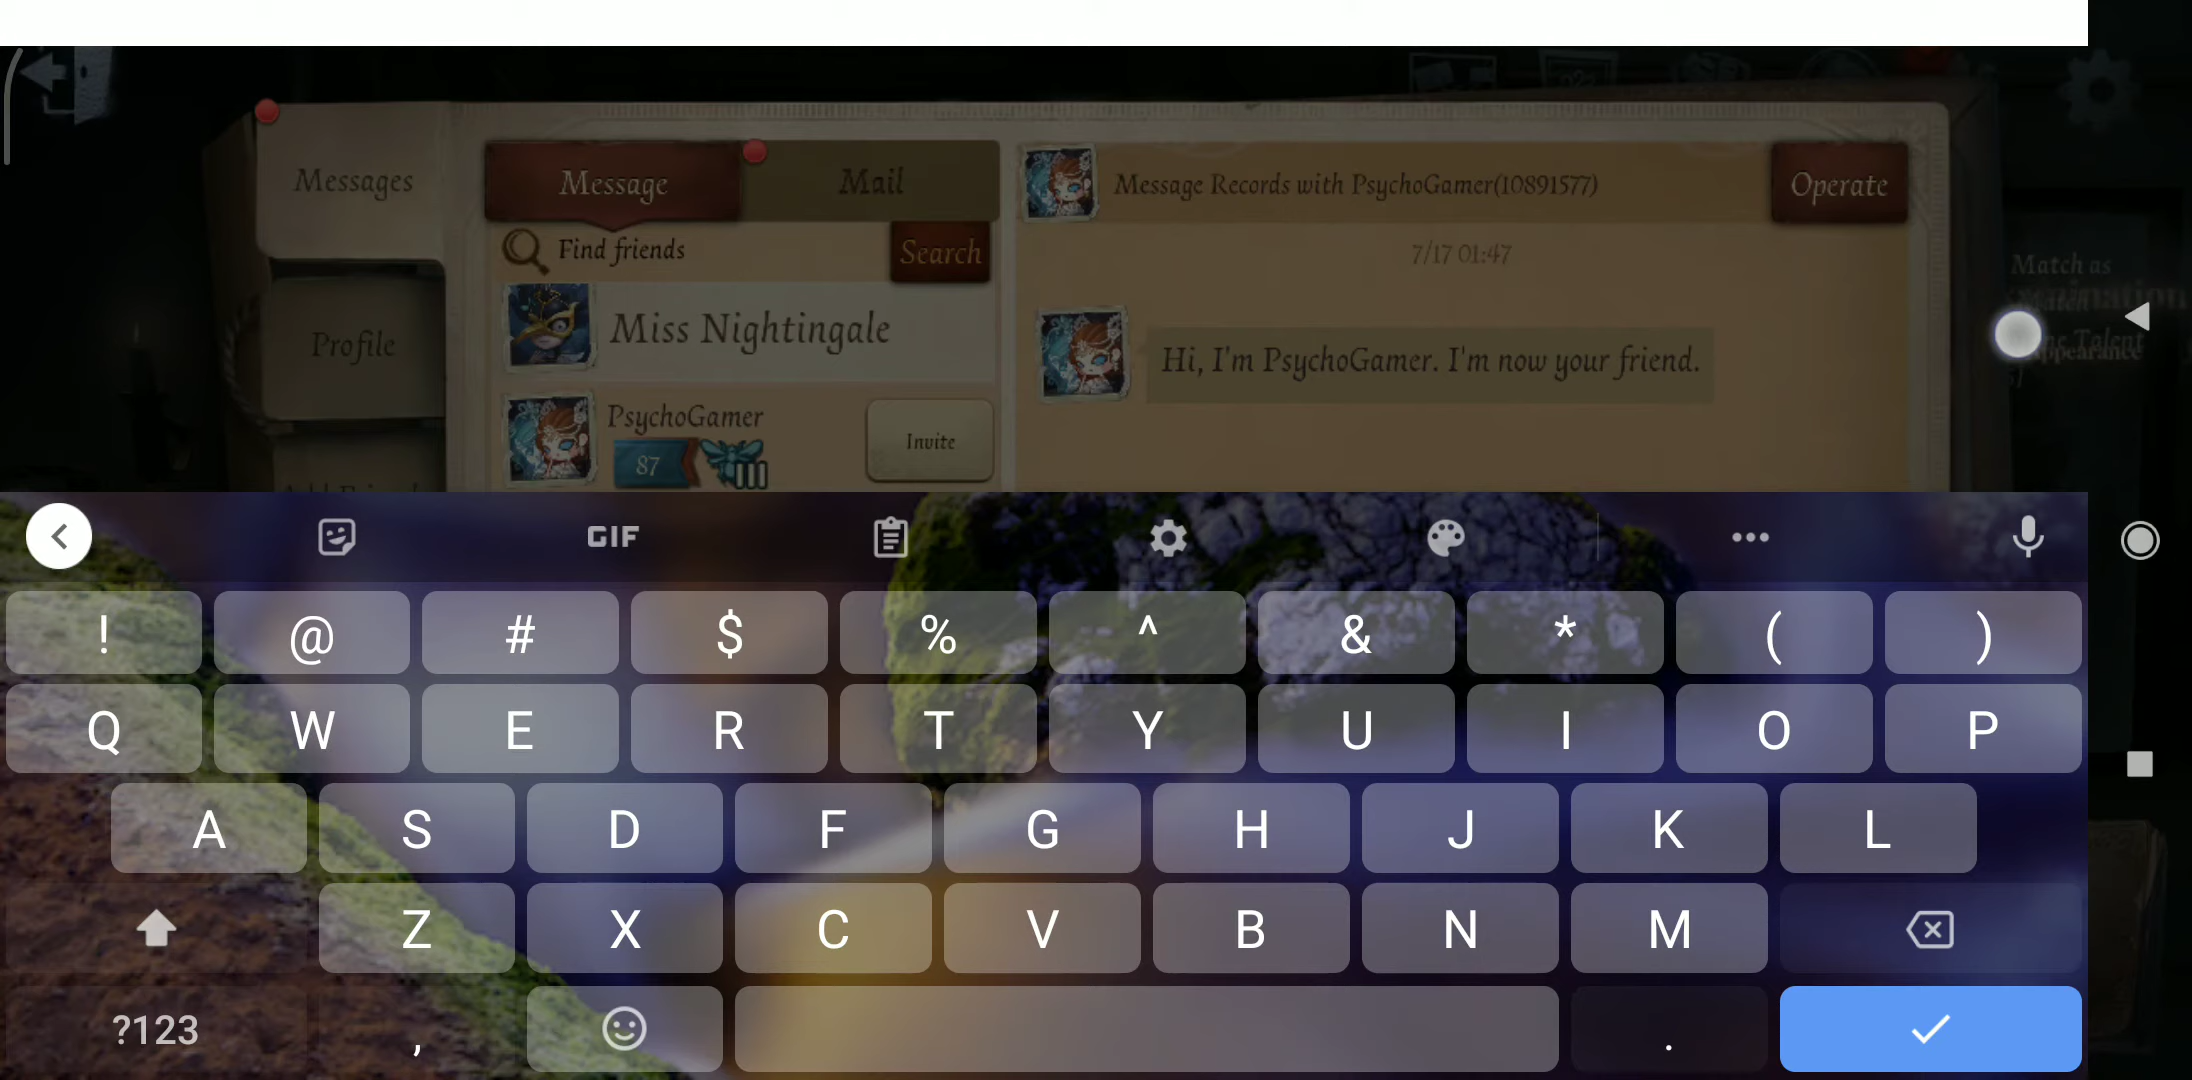 Messages
Message
Mail
Message Records with PsychoGamer(10891577)
Operate
Find friends
Search
7/17 01:47
Match as
Miss Nightingale
Profile
Hi, I'm PsychoGamer. I'm now your friend.
Talent
PsychoGamer
87
Invite
GIF
! @ # $ % ^ & * ( )
Q W E R T Y U I O P
A S D F G H J K L
Z X C V B N M
?123 , .